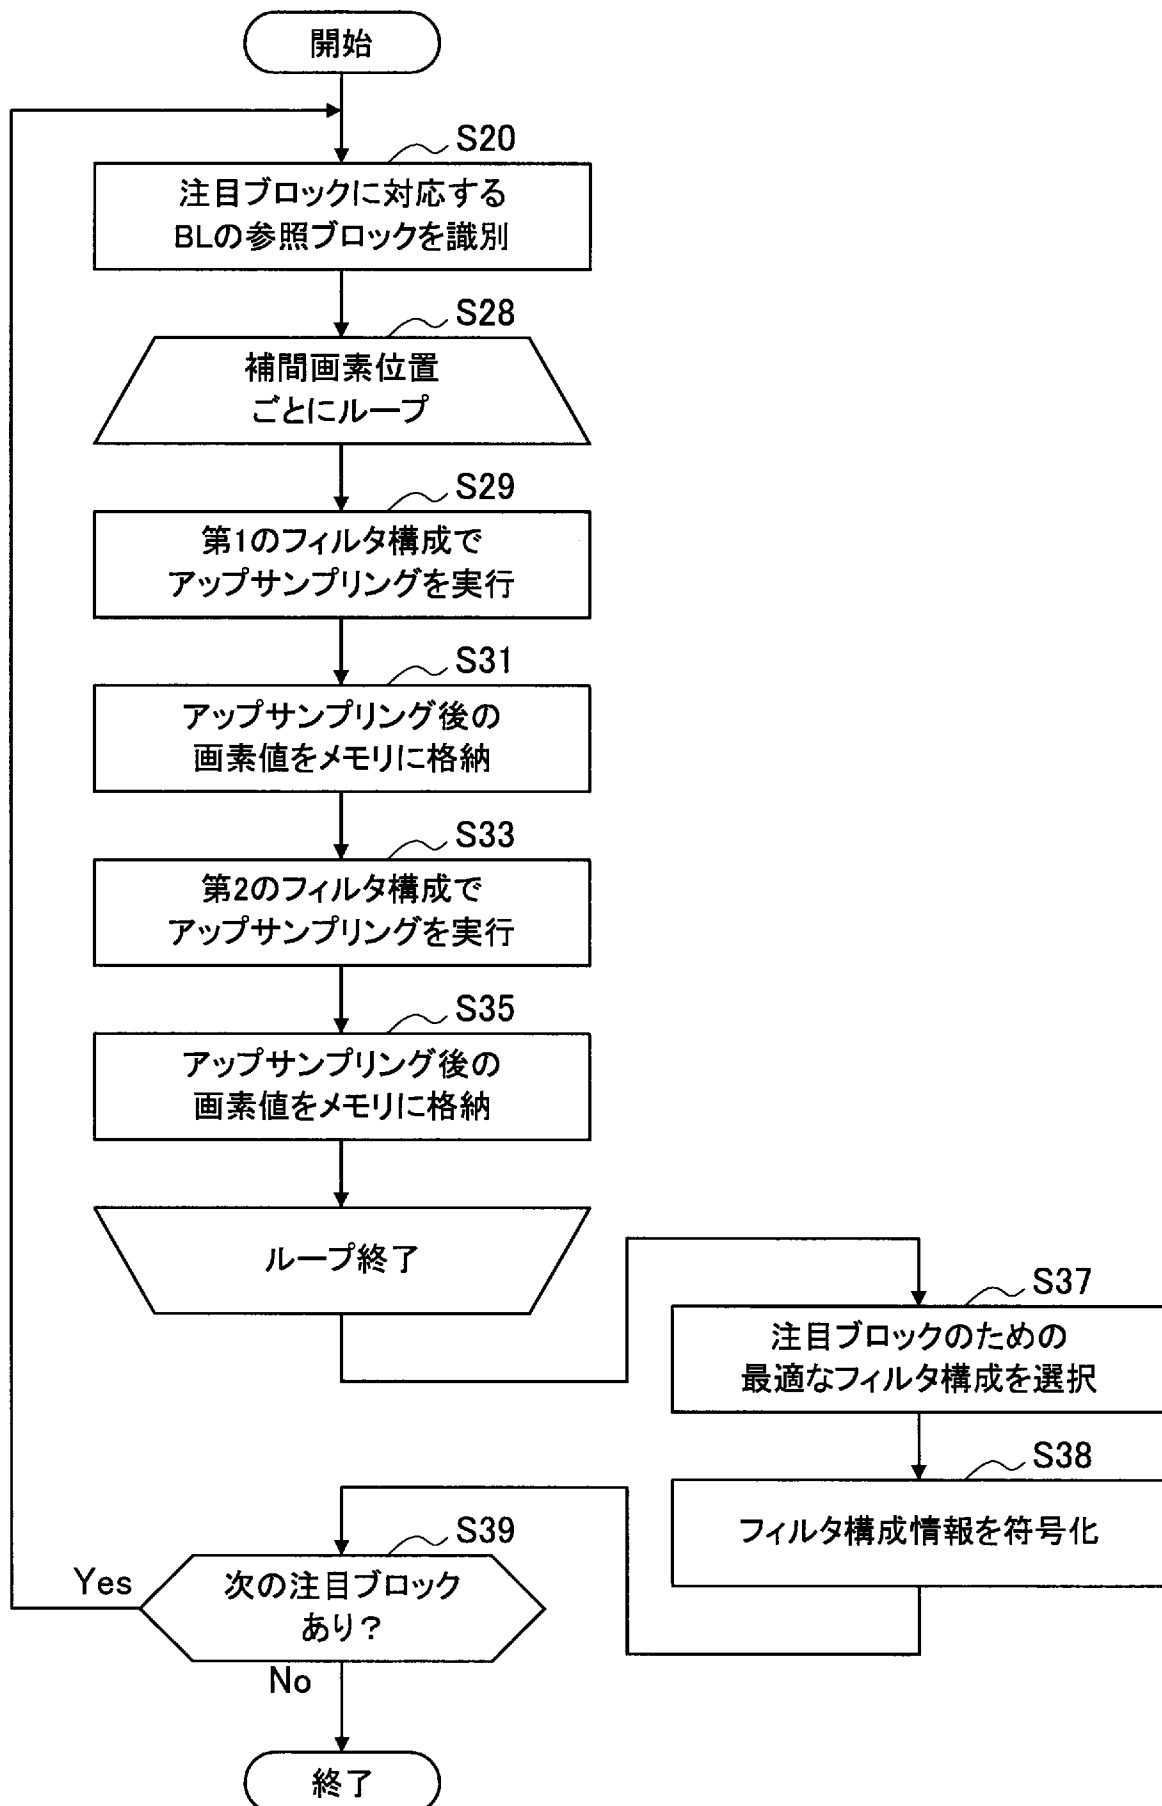 開始
S20
注目ブロックに対応する
BLの参照ブロックを識別
S28
補間画素位置
ごとにループ
S29
第1のフィルタ構成で
アップサンプリングを実行
S31
アップサンプリング後の
画素値をメモリに格納
S33
第2のフィルタ構成で
アップサンプリングを実行
S35
アップサンプリング後の
画素値をメモリに格納
ループ終了
S37
注目ブロックのための
最適なフィルタ構成を選択
S38
フィルタ構成情報を符号化
S39
次の注目ブロック
あり?
Yes
No
終了